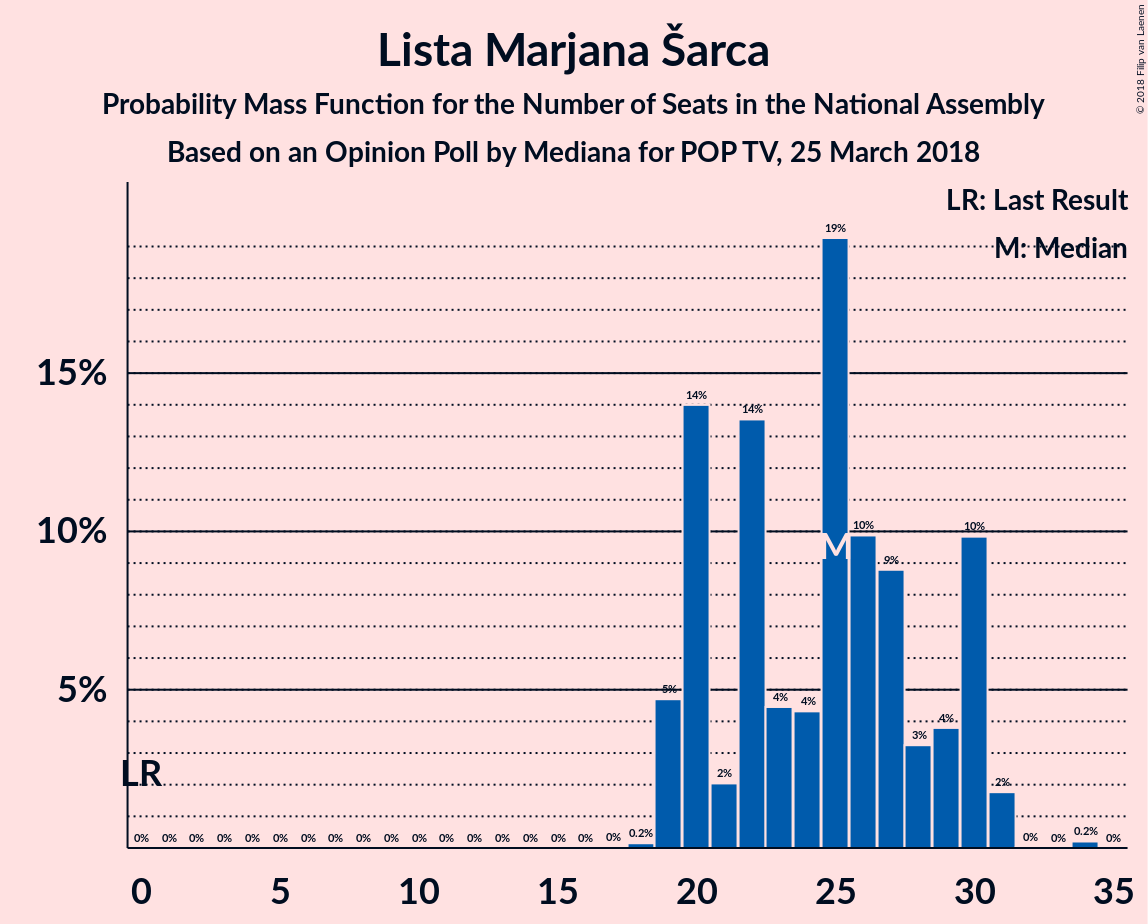 Lista Marjana Šarca
Probability Mass Function for the Number of Seats in the National Assembly
Based on an Opinion Poll by Mediana for POP TV, 25 March 2018
© 2018 Filip van Laenen
LR: Last Result
M: Median
15%
10%
5%
LR
M
0% 0% 0% 0% 0% 0% 0% 0% 0% 0% 0% 0% 0% 0% 0% 0% 0% 0% 0.2% 5% 14% 2% 14% 4% 4% 19% 10% 9% 3% 4% 10% 2% 0% 0% 0.2% 0%
0 5 10 15 20 25 30 35